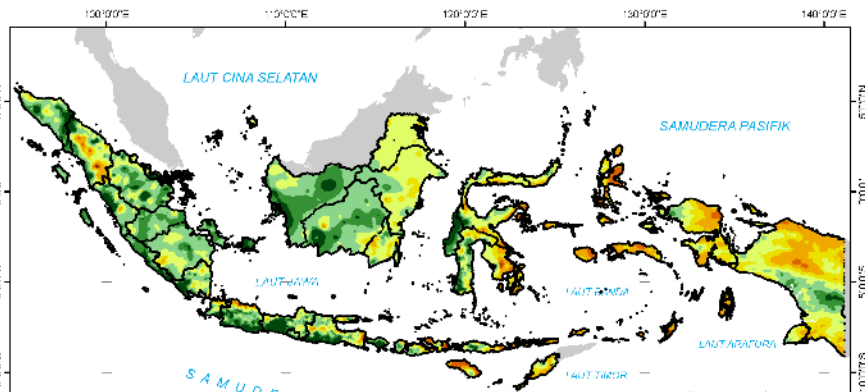 110°0'0"E
120°0'0"E
130°0'0"E
140°0'0"E
LAUT CINA SELATAN
SAMUDERA PASIFIK
LAUT JAWA
LAUT BANDA
LAUT ARAFURA
LAUT TIMOR